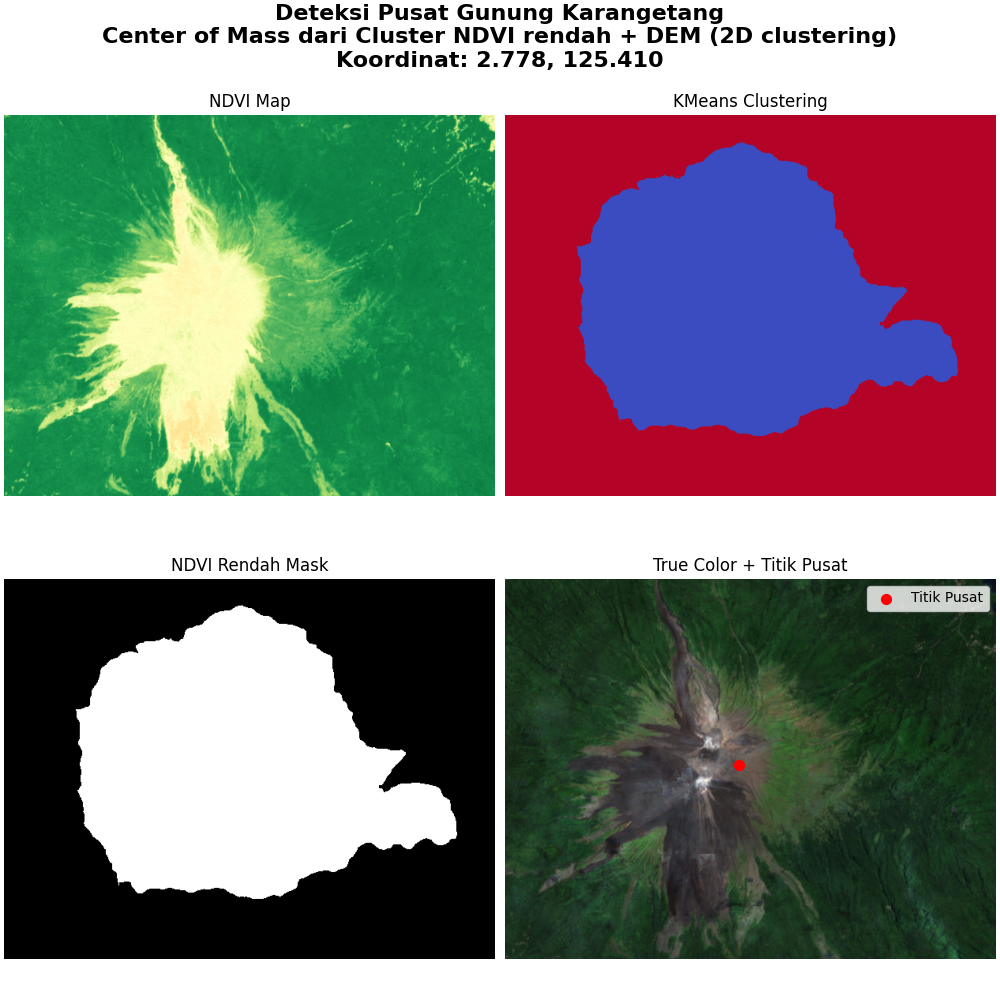 Deteksi Pusat Gunung Karangetang
Center of Mass dari Cluster NDVI rendah + DEM (2D clustering)
Koordinat: 2.778, 125.410
NDVI Map
KMeans Clustering
NDVI Rendah Mask
True Color + Titik Pusat
Titik Pusat